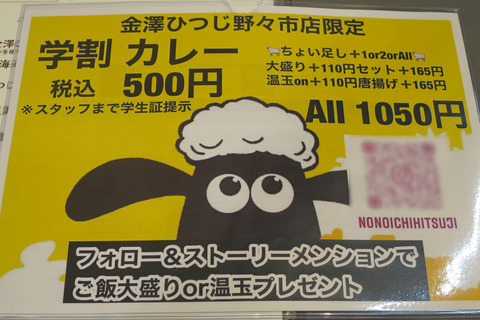 金澤ひつじ野々市店限定
学割 カレー
税込 500円
※スタッフまで学生証提示
ちょい足し+1or2orAll
大盛り+110円セット+165円
温玉on+110円唐揚げ+165円
All 1050円
NONOICHIHITSUJI
フォロー&ストーリーメンションで
ご飯大盛りor温玉プレゼント